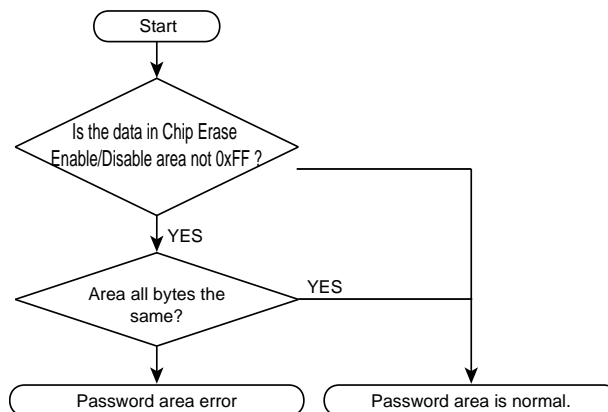 Start
Is the data in Chip Erase
Enable/Disable area not 0xFF ?
YES
Area all bytes the
same?
YES
Password area error
Password area is normal.